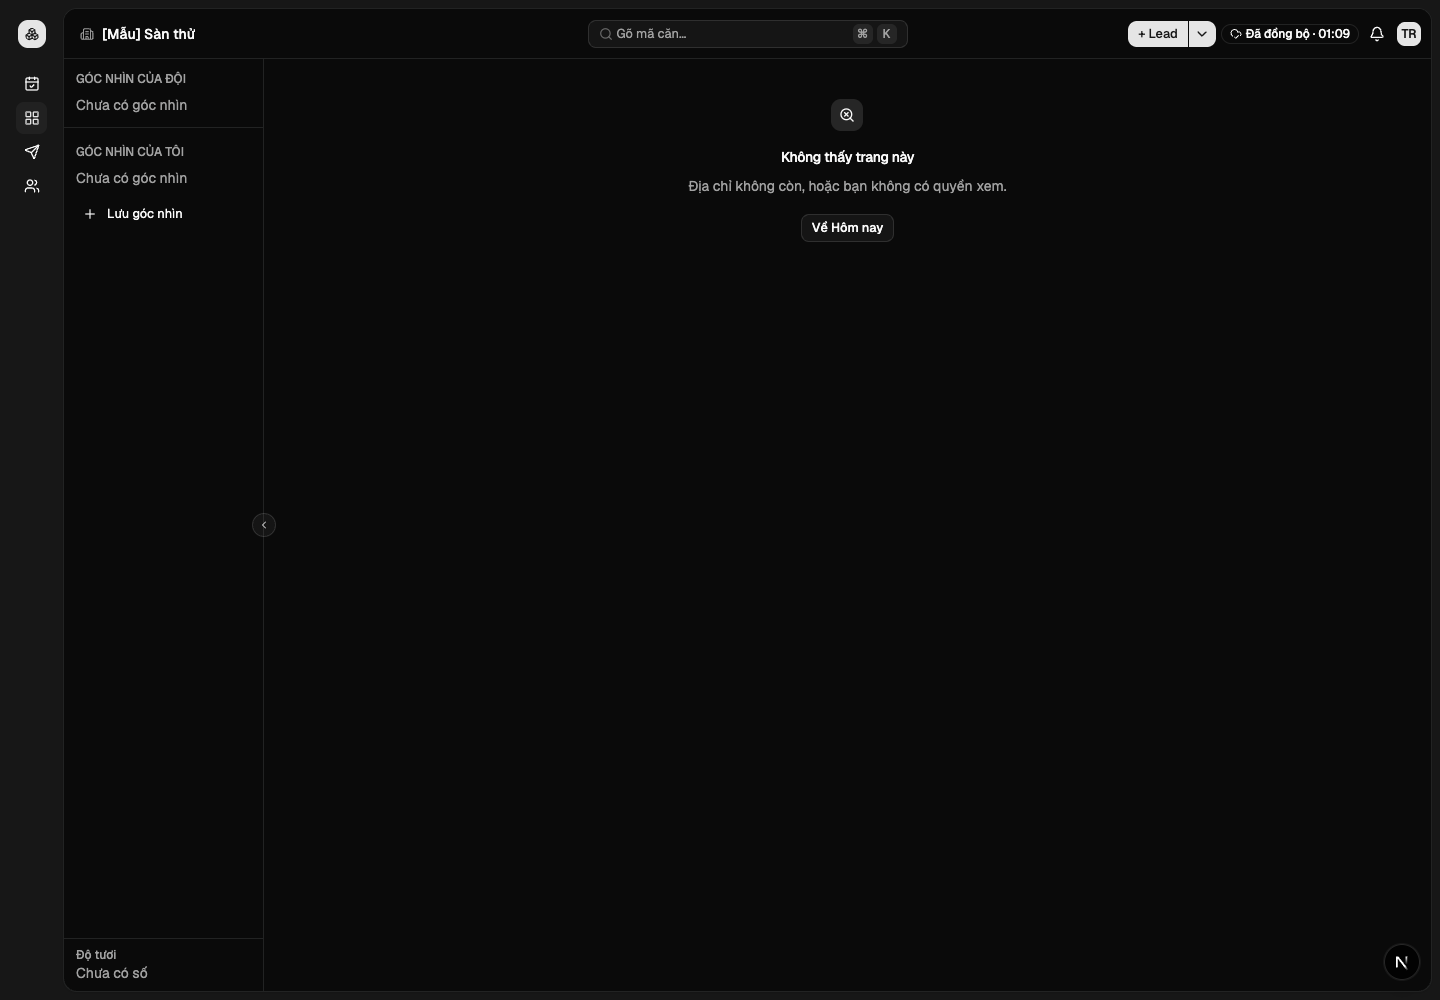 [Mẫu] Sàn thử
Gõ mã căn...
⌘ K
+ Lead
Đã đồng bộ · 01:09
TR
GÓC NHÌN CỦA ĐỘI
Chưa có góc nhìn
GÓC NHÌN CỦA TÔI
Chưa có góc nhìn
Lưu góc nhìn
Không thấy trang này
Địa chỉ không còn, hoặc bạn không có quyền xem.
Về Hôm nay
Độ tươi
Chưa có số
N